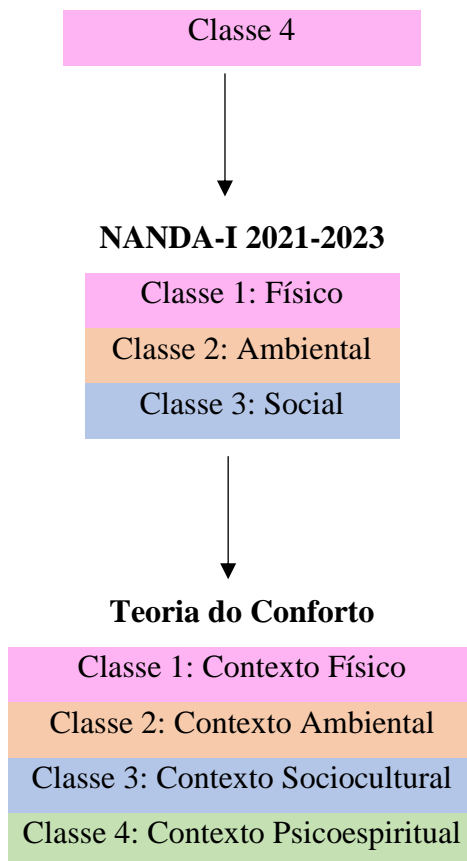 Classe 4
NANDA-I 2021-2023
Classe 1: Físico
Classe 2: Ambiental
Classe 3: Social
Teoria do Conforto
Classe 1: Contexto Físico
Classe 2: Contexto Ambiental
Classe 3: Contexto Sociocultural
Classe 4: Contexto Psicoespiritual